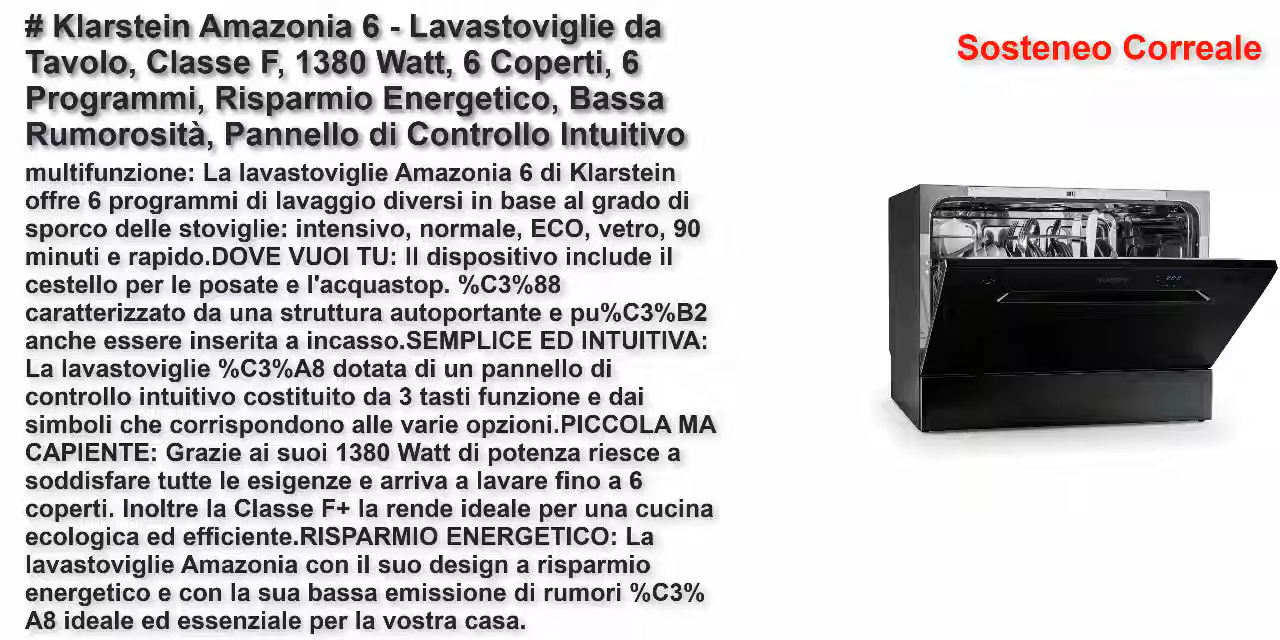 # Klarstein Amazonia 6 - Lavastoviglie da
Tavolo, Classe F, 1380 Watt, 6 Coperti, 6
Programmi, Risparmio Energetico, Bassa
Rumorosità, Pannello di Controllo Intuitivo
multifunzione: La lavastoviglie Amazonia 6 di Klarstein
offre 6 programmi di lavaggio diversi in base al grado di
sporco delle stoviglie: intensivo, normale, ECO, vetro, 90
minuti e rapido.DOVE VUOI TU: Il dispositivo include il
cestello per le posate e l'acquastop. %C3%88
caratterizzato da una struttura autoportante e pu%C3%B2
anche essere inserita a incasso.SEMPLICE ED INTUITIVA:
La lavastoviglie %C3%A8 dotata di un pannello di
controllo intuitivo costituito da 3 tasti funzione e dai
simboli che corrispondono alle varie opzioni.PICCOLA MA
CAPIENTE: Grazie ai suoi 1380 Watt di potenza riesce a
soddisfare tutte le esigenze e arriva a lavare fino a 6
coperti. Inoltre la Classe F+ la rende ideale per una cucina
ecologica ed efficiente.RISPARMIO ENERGETICO: La
lavastoviglie Amazonia con il suo design a risparmio
energetico e con la sua bassa emissione di rumori %C3%
A8 ideale ed essenziale per la vostra casa.
Sosteneo Correale